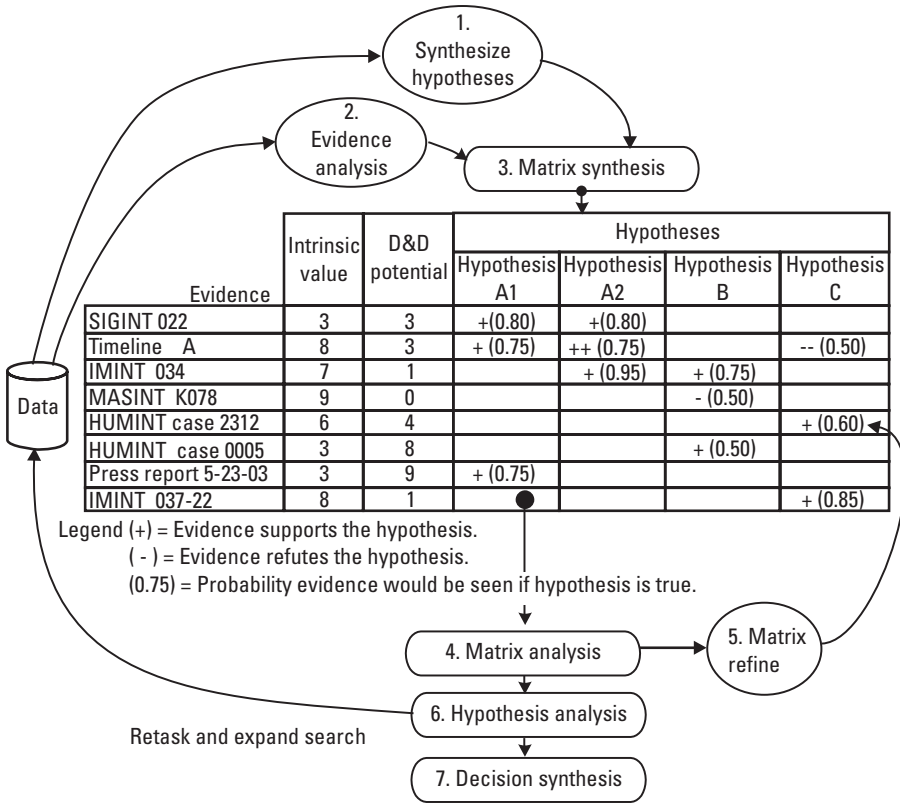 1.
Synthesize
hypotheses
2.
Evidence
analysis
3. Matrix synthesis
Evidence
Intrinsic
value
D&D
potential
Hypotheses
Hypothesis
A1
Hypothesis
A2
Hypothesis
B
Hypothesis
C
SIGINT 022 3 3 +(0.80) +(0.80)
Timeline A 8 3 + (0.75) ++ (0.75) -- (0.50)
IMINT 034 7 1 + (0.95) + (0.75)
MASINT K078 9 0 - (0.50)
HUMINT case 2312 6 4 + (0.60)
HUMINT case 0005 3 8 + (0.50)
Press report 5-23-03 3 9 + (0.75)
IMINT 037-22 8 1 + (0.85)
Data
Legend (+) = Evidence supports the hypothesis.
( - ) = Evidence refutes the hypothesis.
(0.75) = Probability evidence would be seen if hypothesis is true.
4. Matrix analysis
5. Matrix
refine
6. Hypothesis analysis
Retask and expand search
7. Decision synthesis